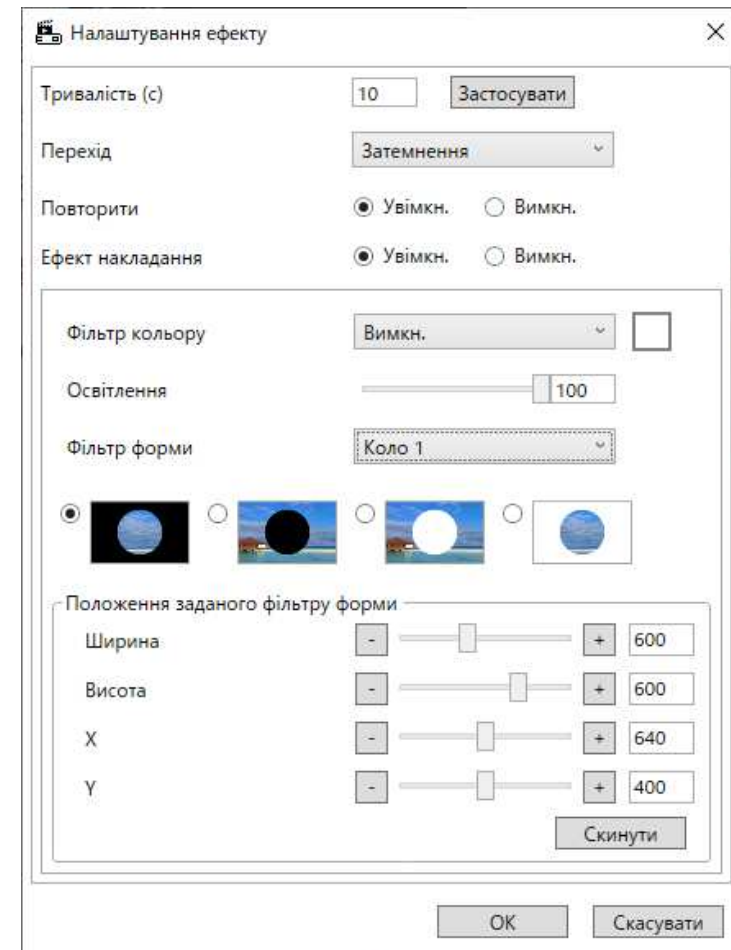 Налаштування ефекту
Тривалість (с) 10 Застосувати
Перехід Затемнення
Повторити Увімкн. Вимкн.
Ефект накладання Увімкн. Вимкн.
Фільтр кольору Вимкн.
Освітлення 100
Фільтр форми Коло 1
Положення заданого фільтру форми
Ширина - + 600
Висота - + 600
X - + 640
Y - + 400
Скинути
OK Скасувати